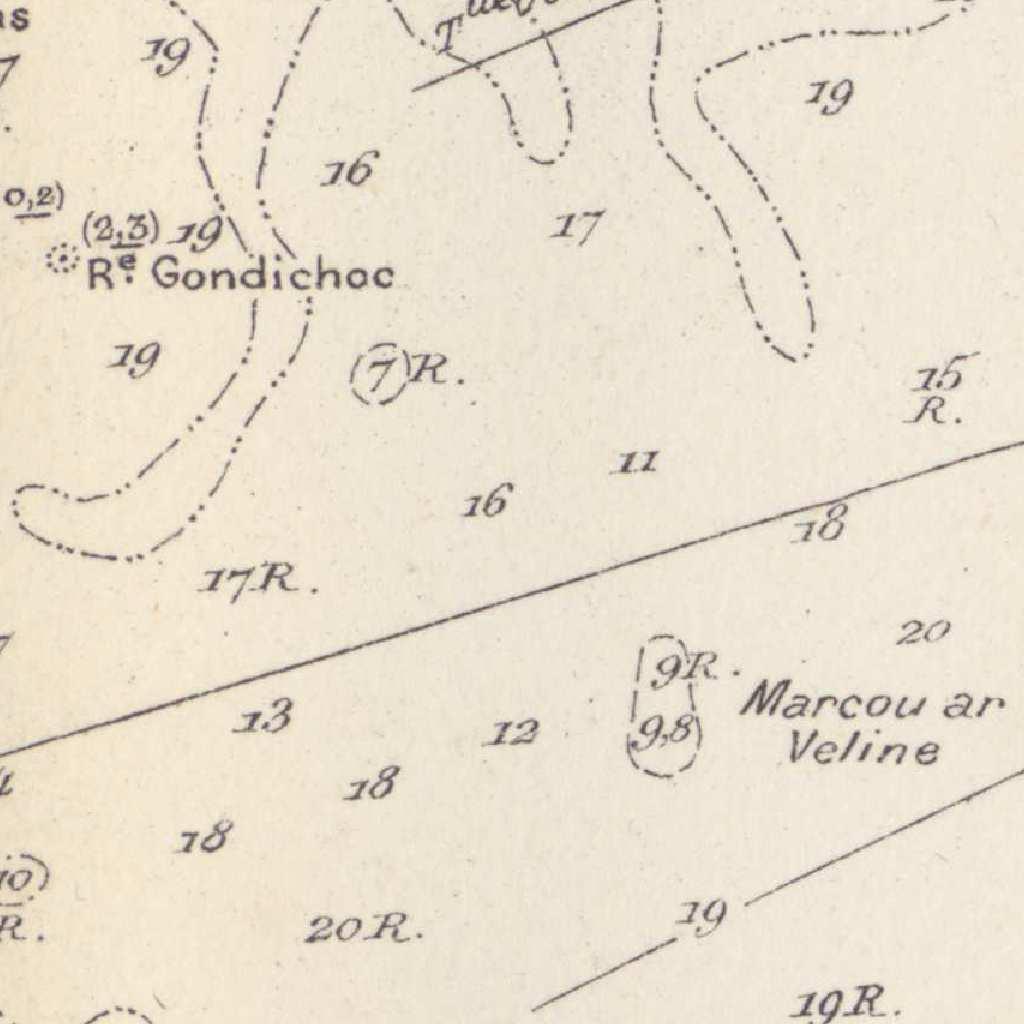 19
19
16
0,2)
(2,3) 19
17
Rᵉ. Gondichoc
19
(7) R.
15
R.
11
16
18
17 R.
20
9 R.
Marcou ar
13
12
9,8
Veline
18
18
10
R.
19
20 R.
19 R.